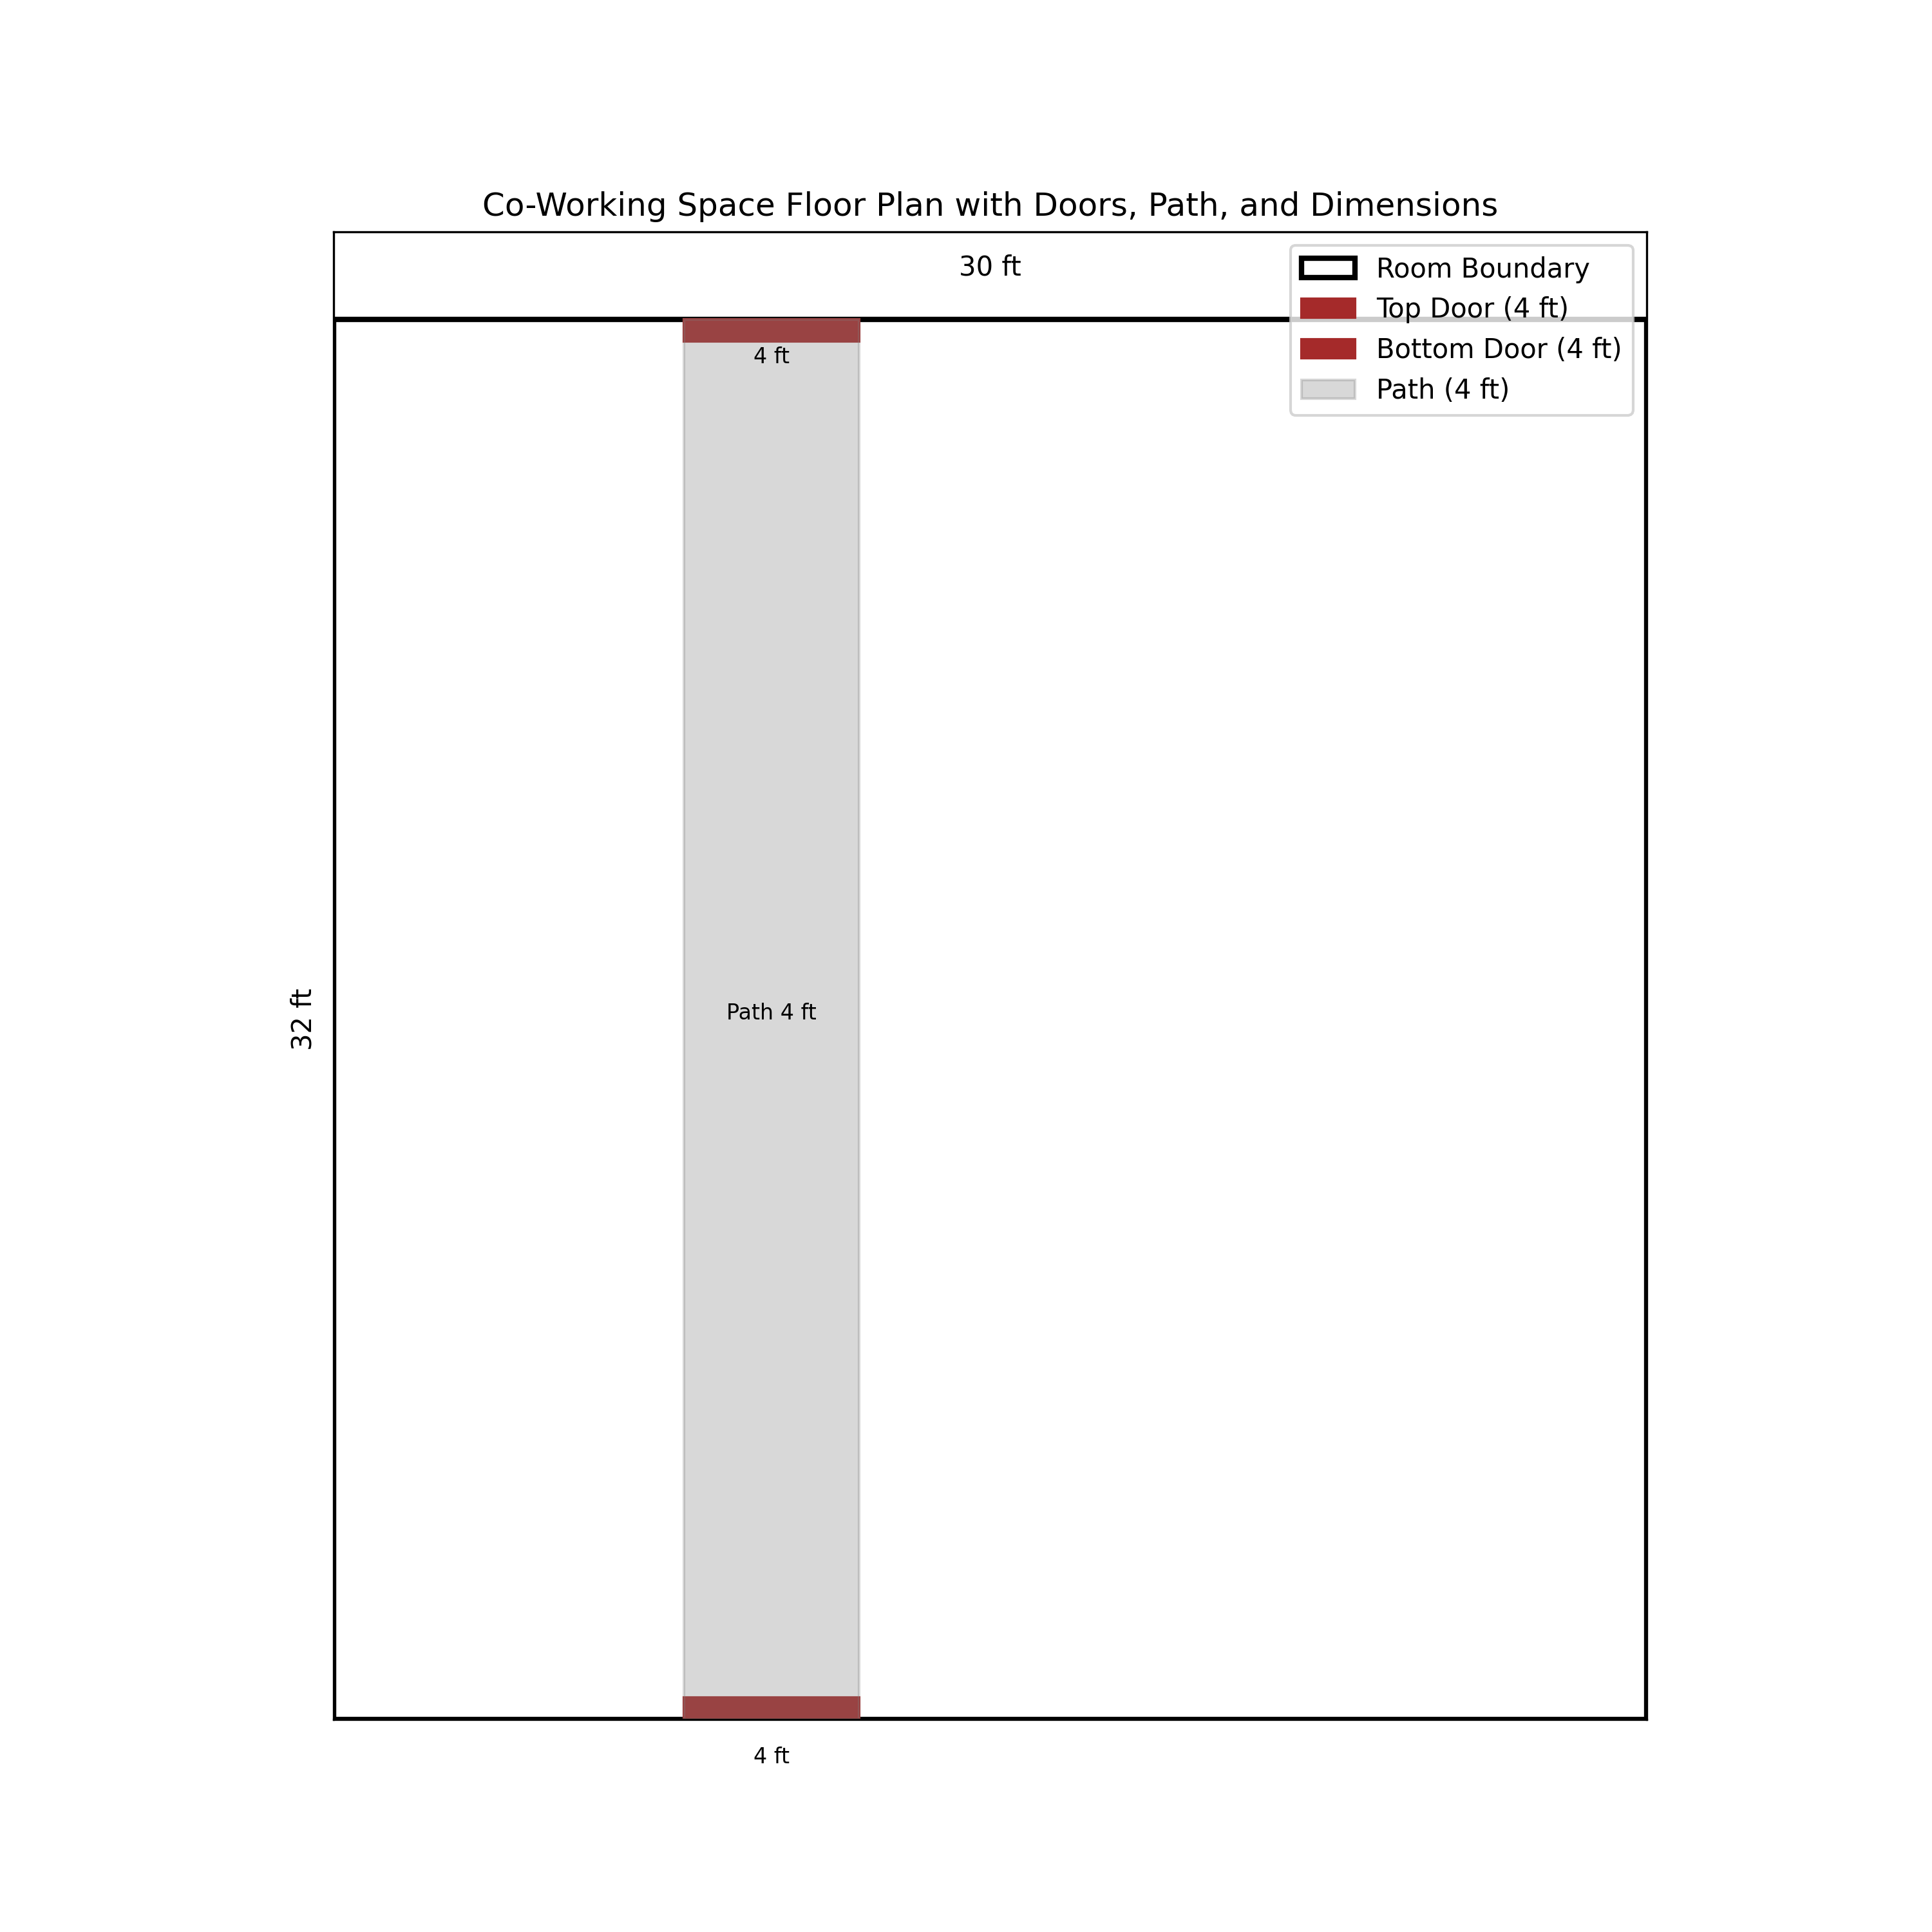 Co-Working Space Floor Plan with Doors, Path, and Dimensions
30 ft
Room Boundary
Top Door (4 ft)
Bottom Door (4 ft)
Path (4 ft)
4 ft
32 ft
Path 4 ft
4 ft